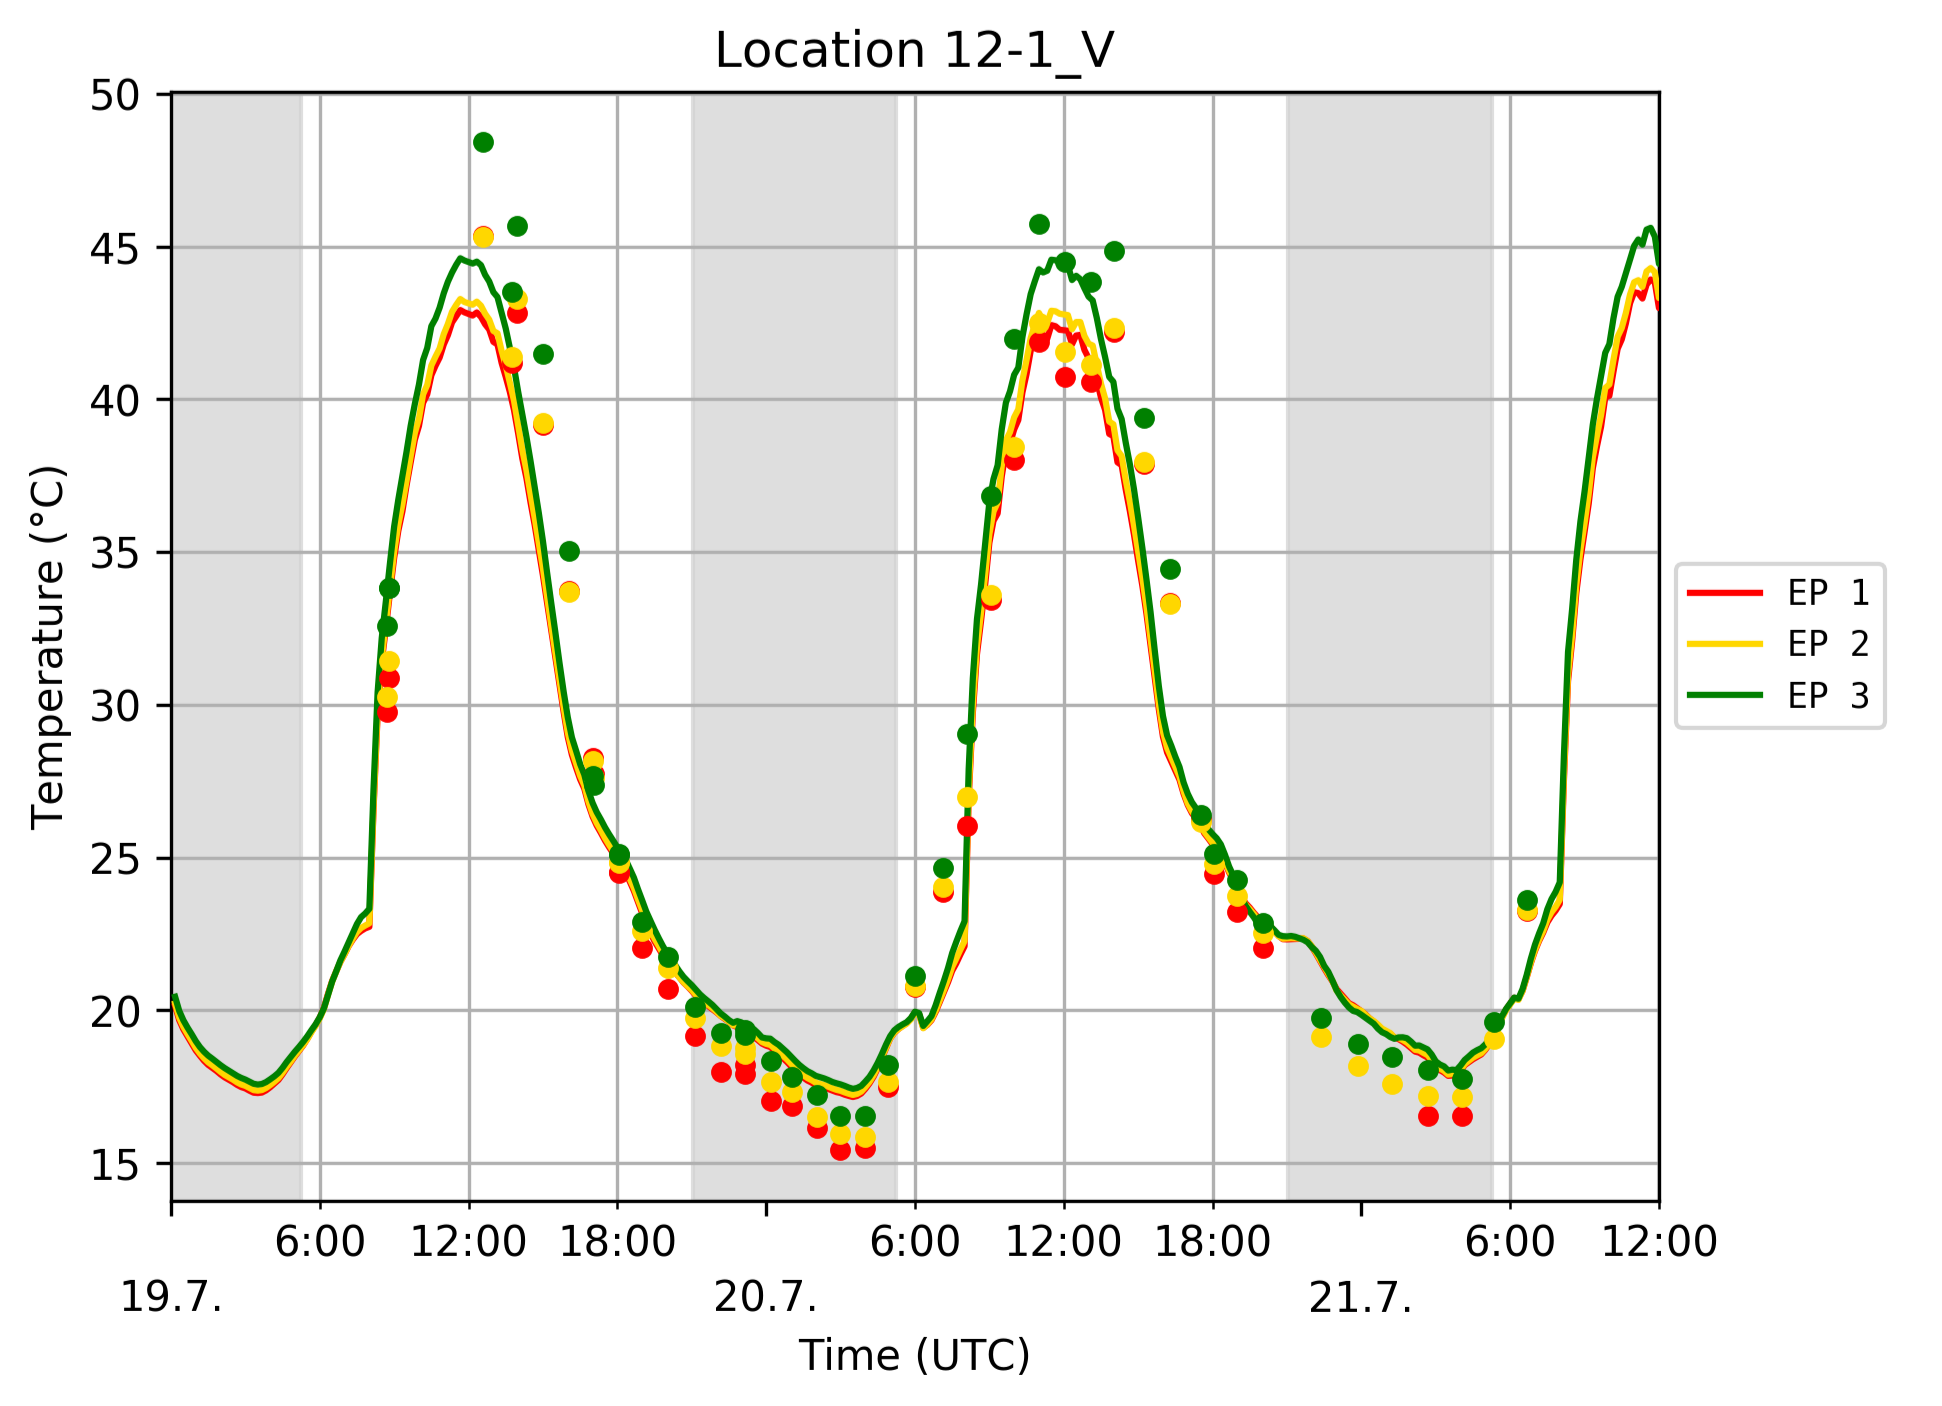 Location 12-1_V
Temperature (°C)
50
45
40
35
30
25
20
15
6:00 12:00 18:00 6:00 12:00 18:00 6:00 12:00
19.7. 20.7. 21.7.
Time (UTC)
EP 1
EP 2
EP 3